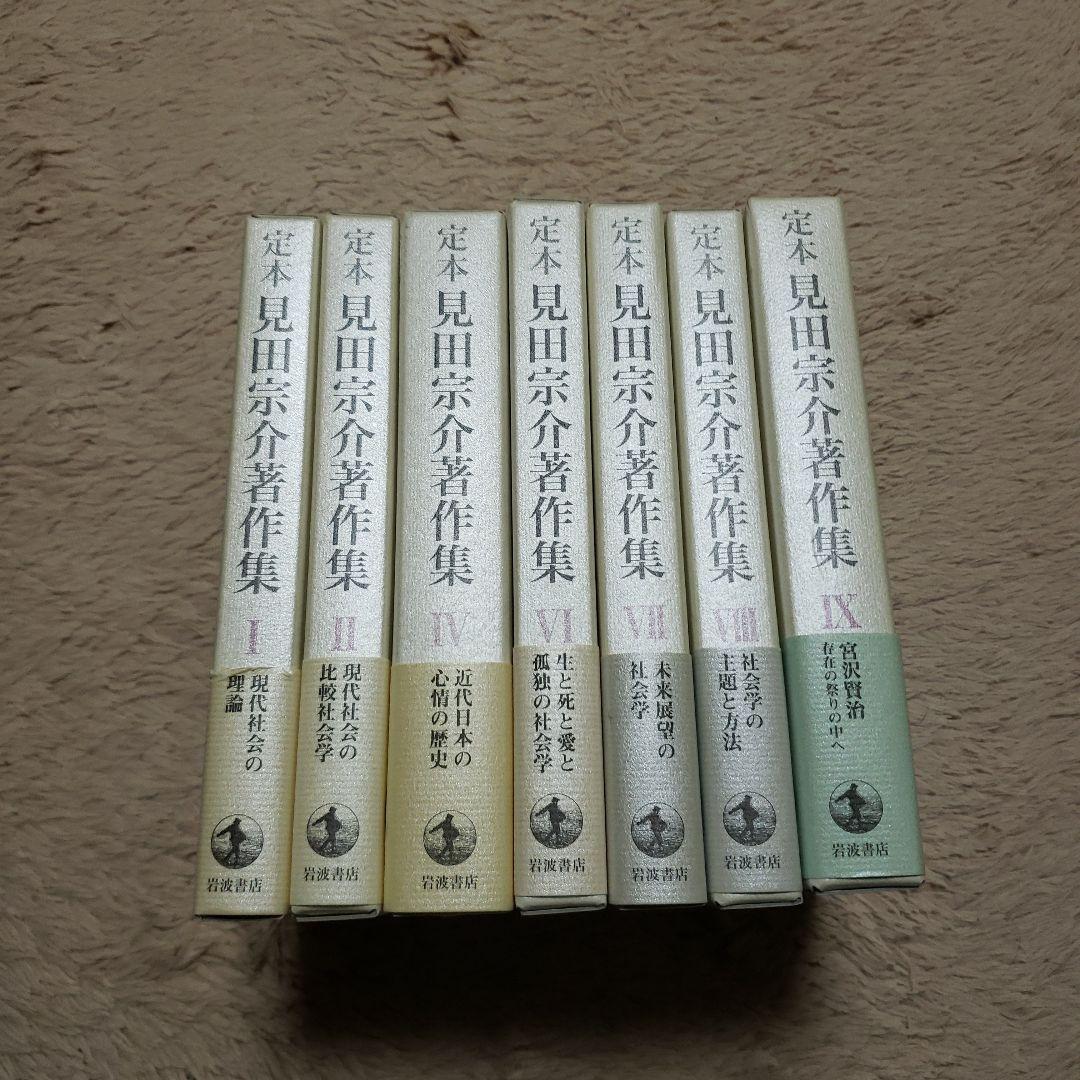 定本 見田宗介著作集 I
現代社会の
理論
岩波書店
定本 見田宗介著作集 II
現代社会の
比較社会学
岩波書店
定本 見田宗介著作集 IV
近代日本の
心情の歴史
岩波書店
定本 見田宗介著作集 VI
生と死と愛と
孤独の社会学
岩波書店
定本 見田宗介著作集 VII
未来展望の
社会学
岩波書店
定本 見田宗介著作集 VIII
社会学の
主題と方法
岩波書店
定本 見田宗介著作集 IX
宮沢賢治
存在の祭りの中へ
岩波書店